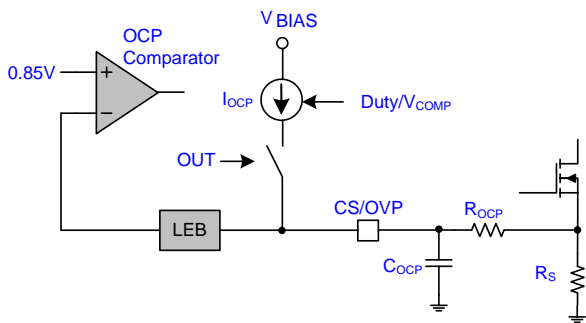 V BIAS
OCP
Comparator
0.85V
+
−
IOCP
Duty/VCOMP
OUT
CS/OVP
ROCP
LEB
COCP
RS